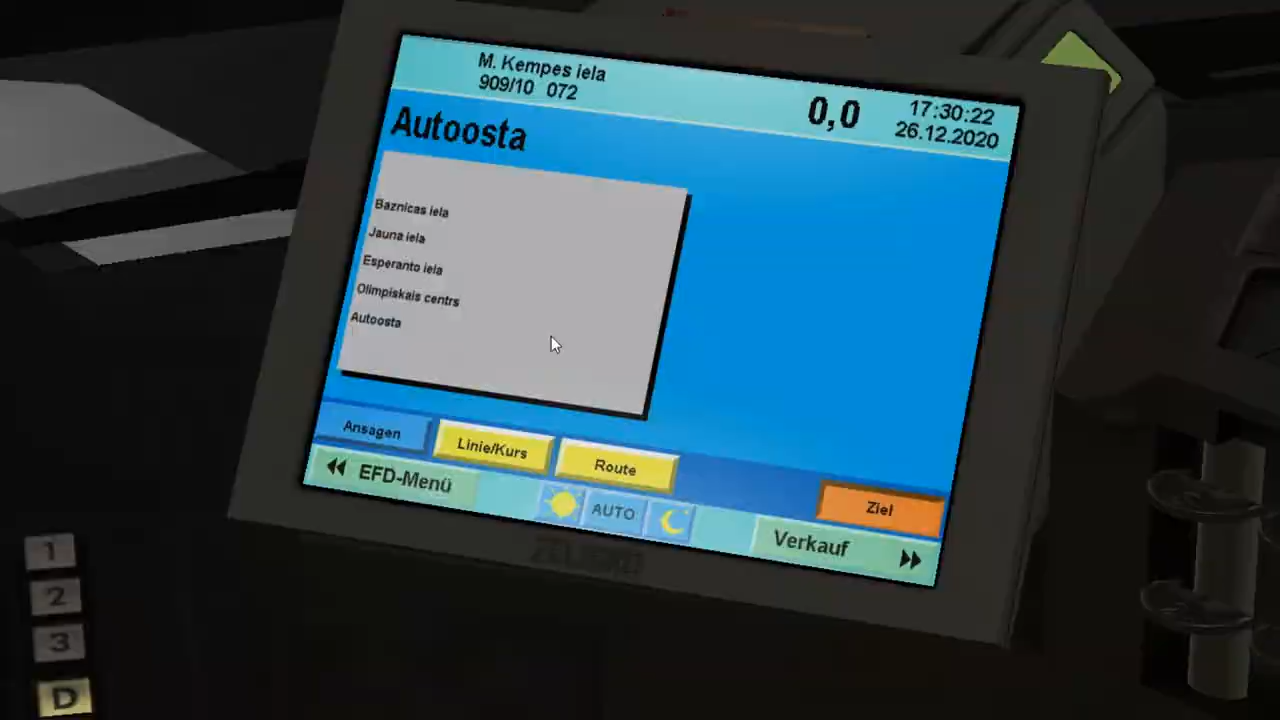 M. Kempes iela
909/10 072
0,0
17:30:22
26.12.2020
Autoosta
Baznicas iela
Jauna iela
Esperanto iela
Olimpiskais centrs
Autoosta
Ansagen
Linie/Kurs
Route
Ziel
EFD-Menü
AUTO
Verkauf
1
2
3
D